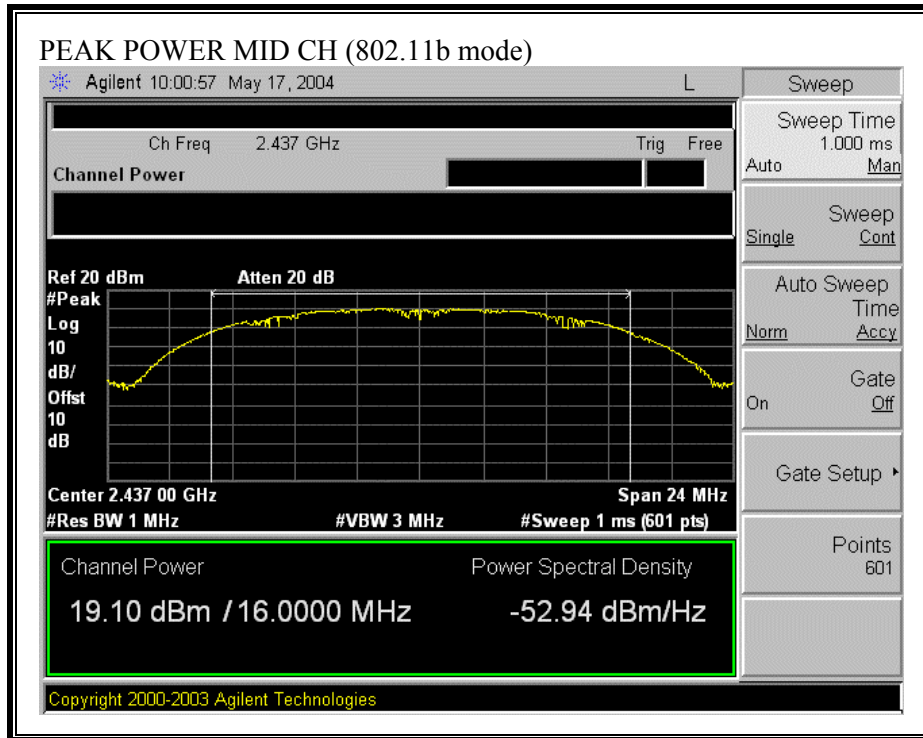 PEAK POWER MID CH (802.11b mode)
Agilent 10:00:57 May 17, 2004 L
Ch Freq 2.437 GHz Trig Free
Channel Power
Ref 20 dBm Atten 20 dB
#Peak
Log
10
dB/
Offst
10
dB
Center 2.437 00 GHz Span 24 MHz
#Res BW 1 MHz #VBW 3 MHz #Sweep 1 ms (601 pts)
Channel Power Power Spectral Density
19.10 dBm / 16.0000 MHz -52.94 dBm/Hz
Copyright 2000-2003 Agilent Technologies
Sweep
Sweep Time
1.000 ms
Auto Man
Sweep
Single Cont
Auto Sweep
Time
Norm Accy
Gate
On Off
Gate Setup
Points
601